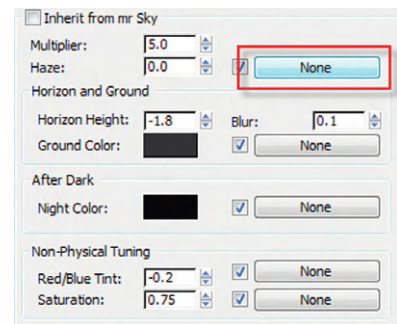 Inherit from mr Sky
Multiplier: 5.0
Haze: 0.0 None
Horizon and Ground
Horizon Height: -1.8 Blur: 0.1
Ground Color: None
After Dark
Night Color: None
Non-Physical Tuning
Red/Blue Tint: -0.2 None
Saturation: 0.75 None